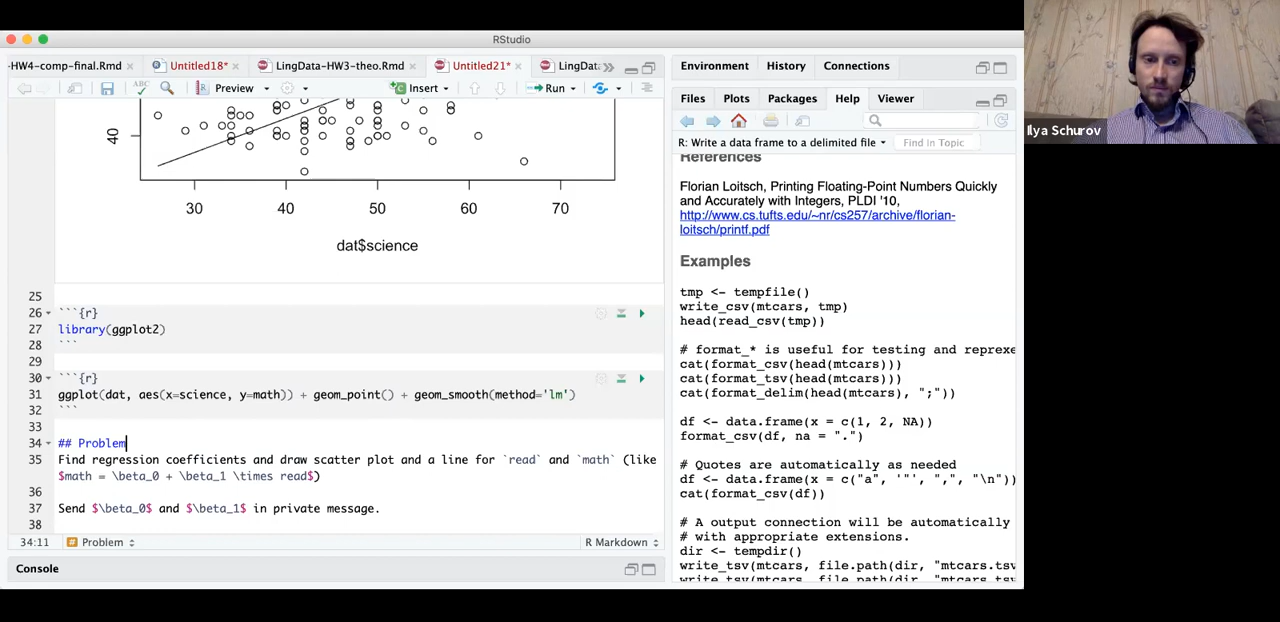 RStudio
-HW4-comp-final.Rmd
Untitled18*
LingData-HW3-theo.Rmd
Untitled21*
LingData
Preview
Insert
Run
40
30 40 50 60 70
dat$science
25
26 ```{r}
27 library(ggplot2)
28 ```
29
30 ```{r}
31 ggplot(dat, aes(x=science, y=math)) + geom_point() + geom_smooth(method='lm')
32 ```
33
34 ## Problem
35 Find regression coefficients and draw scatter plot and a line for `read` and `math` (like
$math = \beta_0 + \beta_1 \times read$)
36
37 Send $\beta_0$ and $\beta_1$ in private message.
38
34:11 # Problem R Markdown
Console
Environment History Connections
Files Plots Packages Help Viewer
R: Write a data frame to a delimited file Find in Topic
References
Florian Loitsch, Printing Floating-Point Numbers Quickly
and Accurately with Integers, PLDI '10,
http://www.cs.tufts.edu/~nr/cs257/archive/florian-
loitsch/printf.pdf
Examples
tmp <- tempfile()
write_csv(mtcars, tmp)
head(read_csv(tmp))
# format_* is useful for testing and reprexe
cat(format_csv(head(mtcars)))
cat(format_tsv(head(mtcars)))
cat(format_delim(head(mtcars), ";"))
df <- data.frame(x = c(1, 2, NA))
format_csv(df, na = ".")
# Quotes are automatically as needed
df <- data.frame(x = c("a", '"', ",", "\n"))
cat(format_csv(df))
# A output connection will be automatically
# with appropriate extensions.
dir <- tempdir()
write_tsv(mtcars, file.path(dir, "mtcars.tsv
write_tsv(mtcars, file.path(dir, "mtcars.tsv
Ilya Schurov